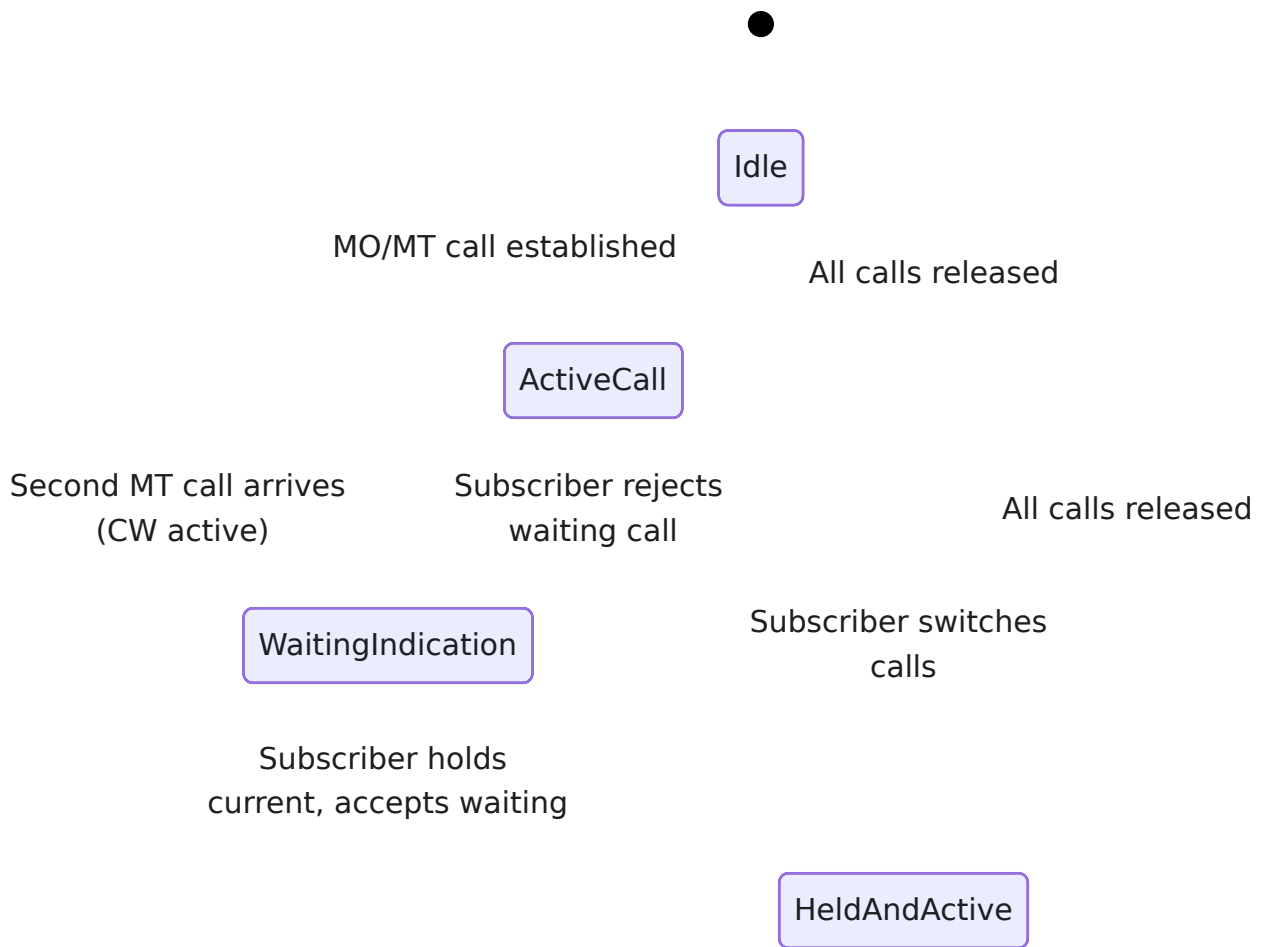 Idle
MO/MT call established
All calls released
ActiveCall
Second MT call arrives
(CW active)
Subscriber rejects
waiting call
All calls released
WaitingIndication
Subscriber switches
calls
Subscriber holds
current, accepts waiting
HeldAndActive